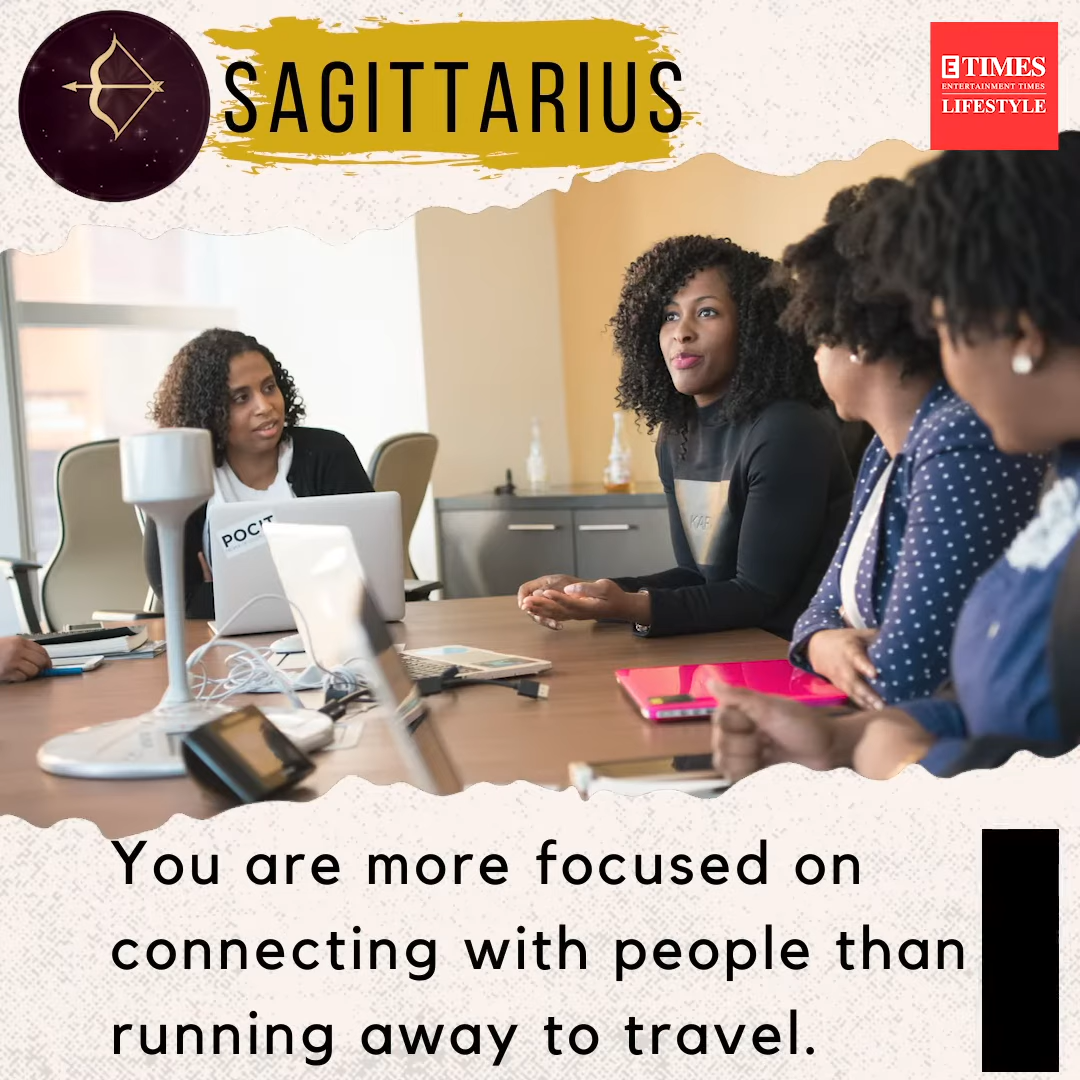 SAGITTARIUS
ETIMES
ENTERTAINMENT TIMES
LIFESTYLE
POCIT
KAR
You are more focused on
connecting with people than
running away to travel.